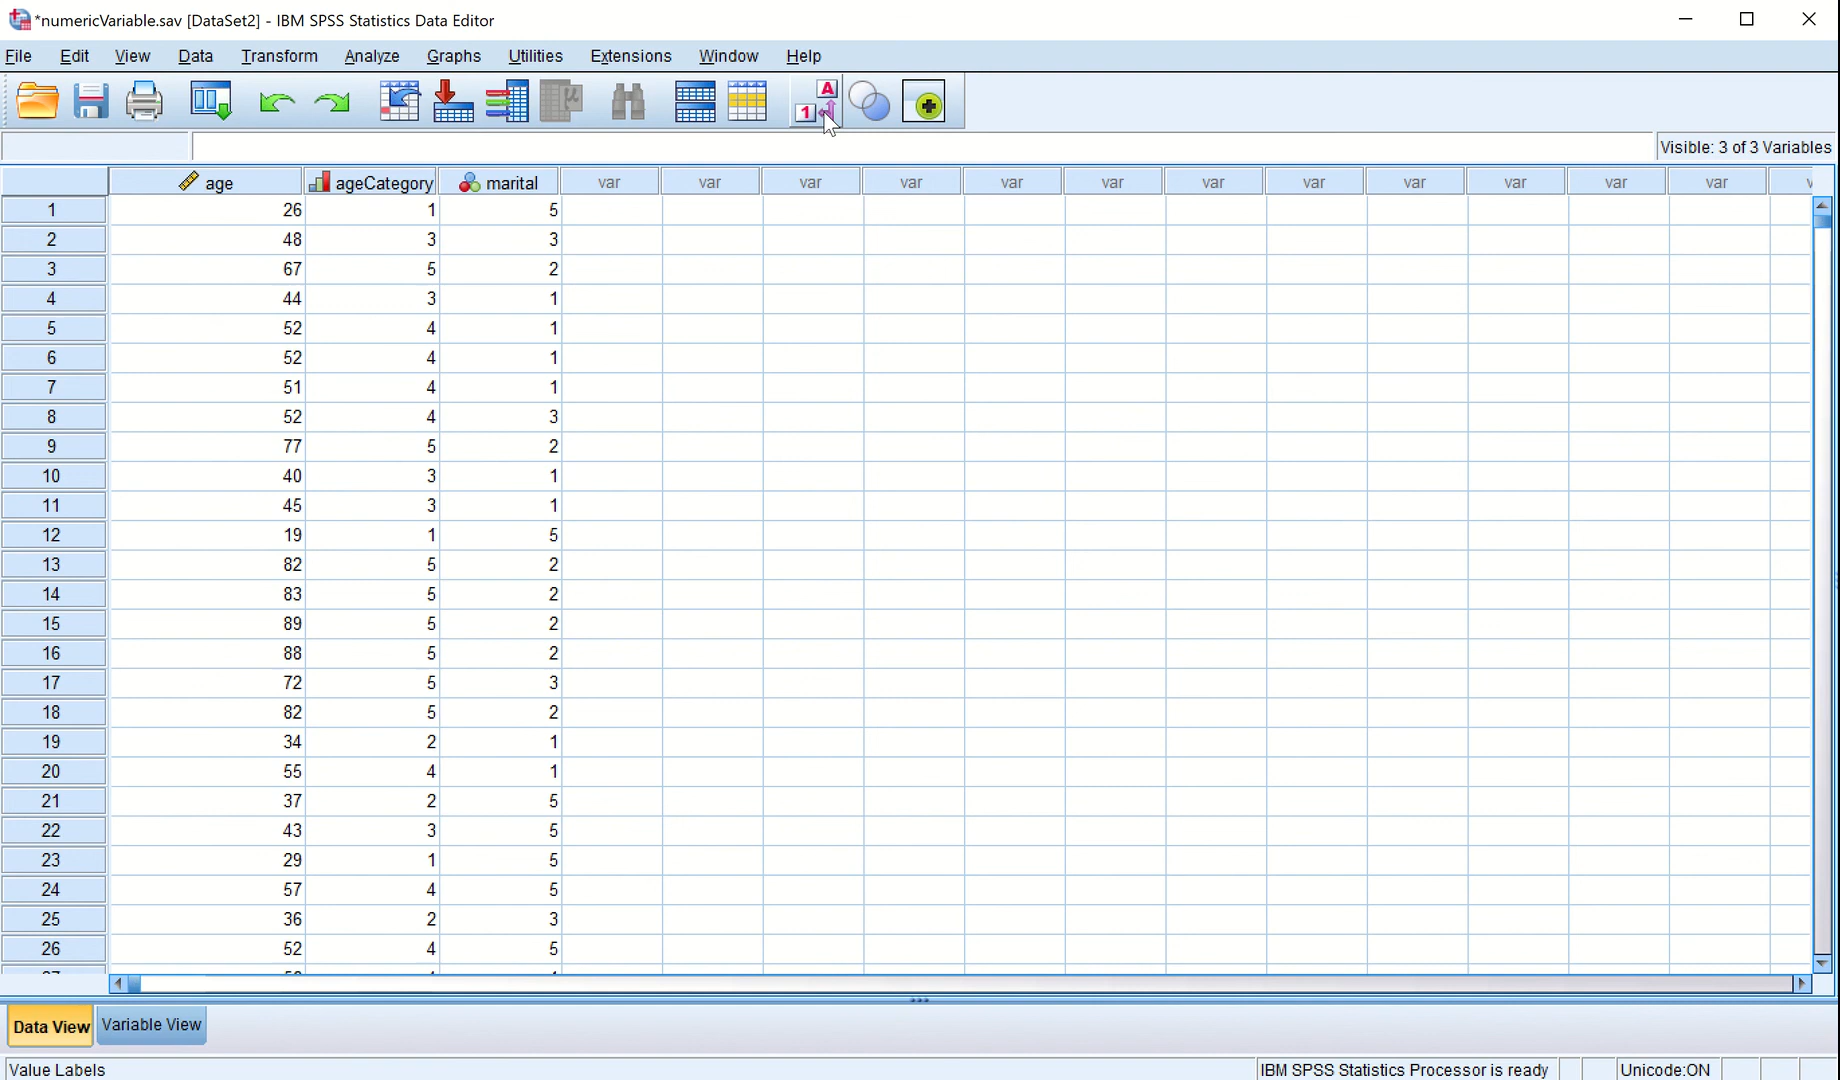 *numericVariable.sav [DataSet2] - IBM SPSS Statistics Data Editor
File Edit View Data Transform Analyze Graphs Utilities Extensions Window Help
A
1
Visible: 3 of 3 Variables
age ageCategory marital var var var var var var var var var var var var
1 26 1 5
2 48 3 3
3 67 5 2
4 44 3 1
5 52 4 1
6 52 4 1
7 51 4 1
8 52 4 3
9 77 5 2
10 40 3 1
11 45 3 1
12 19 1 5
13 82 5 2
14 83 5 2
15 89 5 2
16 88 5 2
17 72 5 3
18 82 5 2
19 34 2 1
20 55 4 1
21 37 2 5
22 43 3 5
23 29 1 5
24 57 4 5
25 36 2 3
26 52 4 5
Data View Variable View
Value Labels IBM SPSS Statistics Processor is ready Unicode:ON